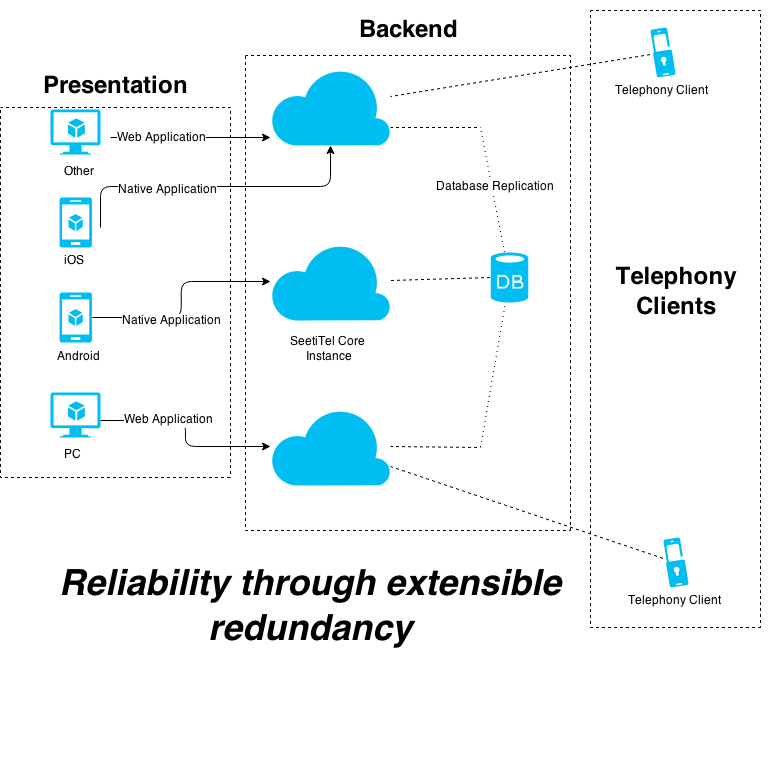 Backend
Presentation
Telephony Client
Web Application
Other
Native Application
Database Replication
iOS
DB
Telephony
Clients
Native Application
SeetiTel Core
Instance
Android
Web Application
PC
Reliability through extensible
redundancy
Telephony Client